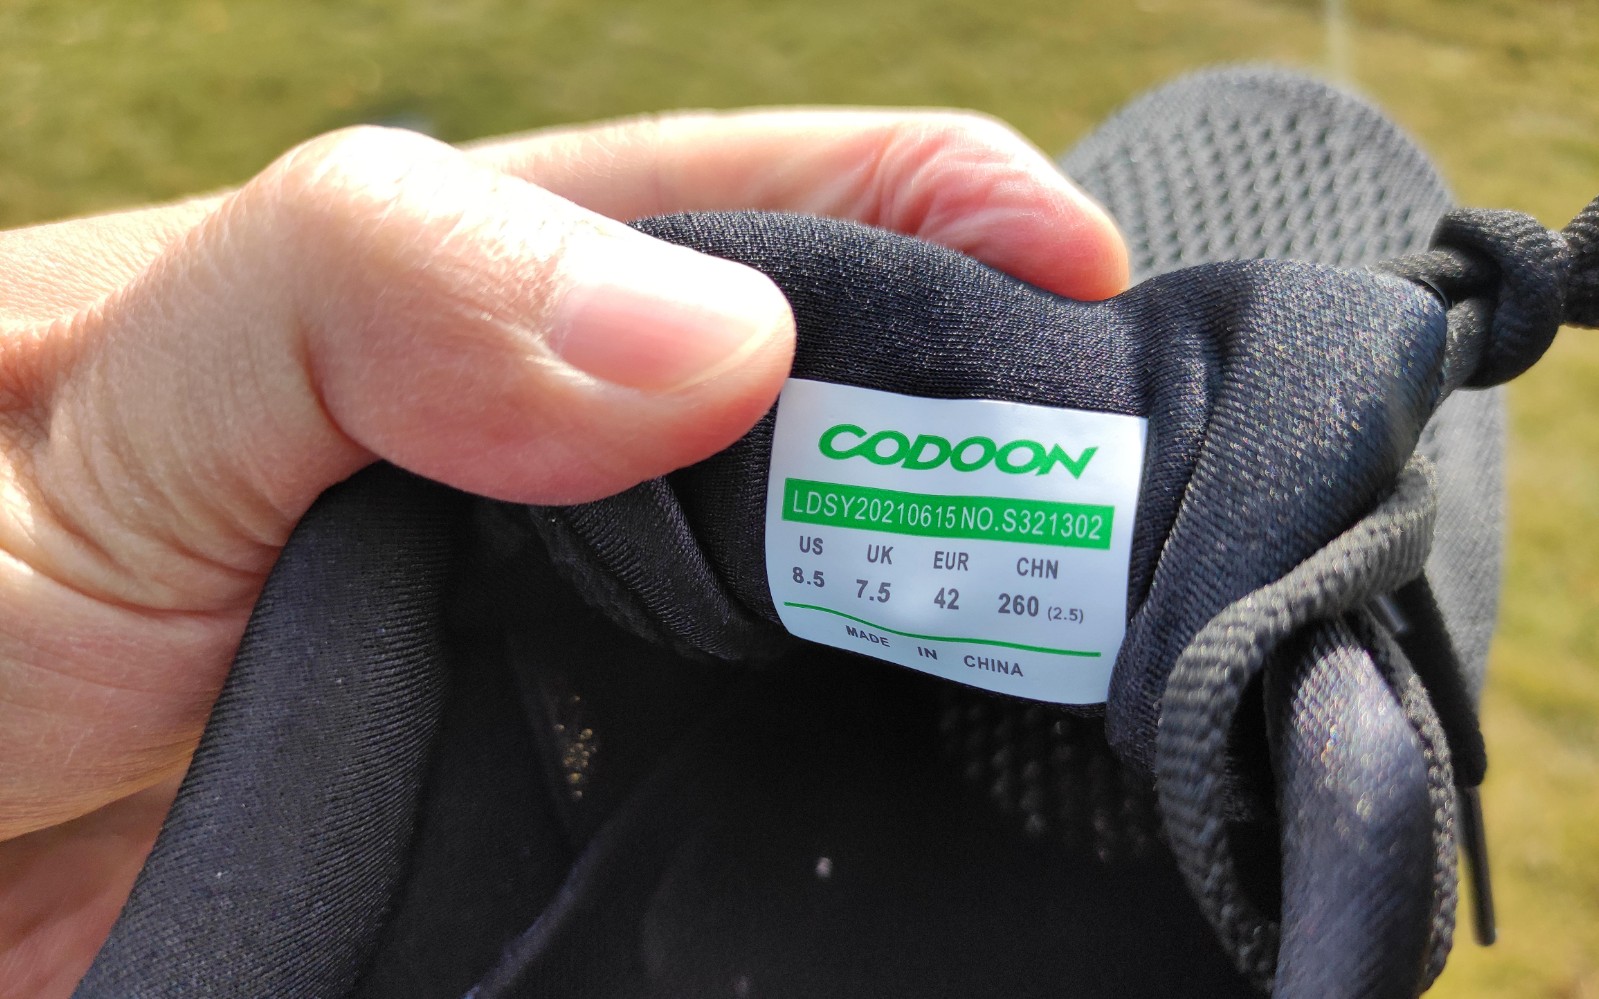 CODOON
LDSY20210615 NO.S321302
US UK EUR CHN
8.5 7.5 42 260 (2.5)
MADE IN CHINA